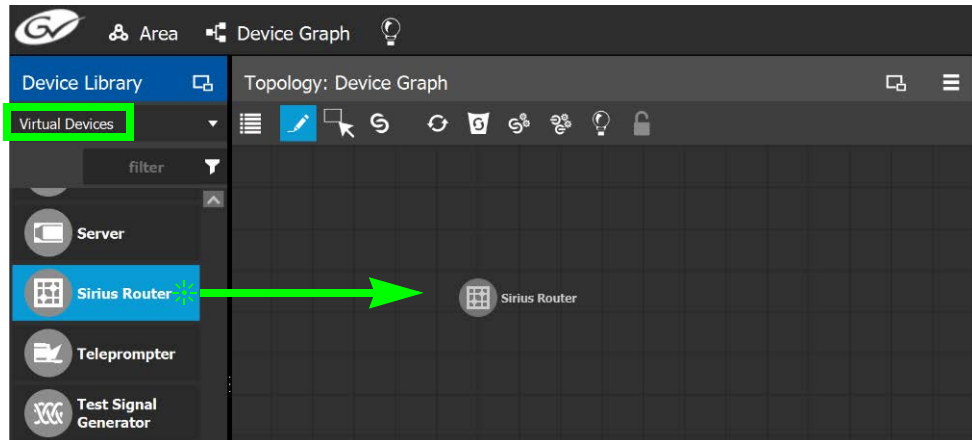 GV
Area
Device Graph
Device Library
Topology: Device Graph
Virtual Devices
filter
Server
Sirius Router
Sirius Router
Teleprompter
Test Signal
Generator